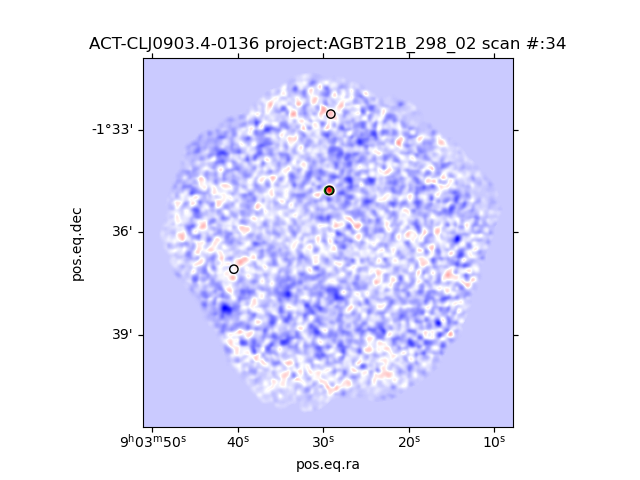 ACT-CLJ0903.4-0136 project:AGBT21B_298_02 scan #:34
pos.eq.dec
-1°33'
36'
39'
9ʰ03ᵐ50ˢ 40ˢ 30ˢ 20ˢ 10ˢ
pos.eq.ra